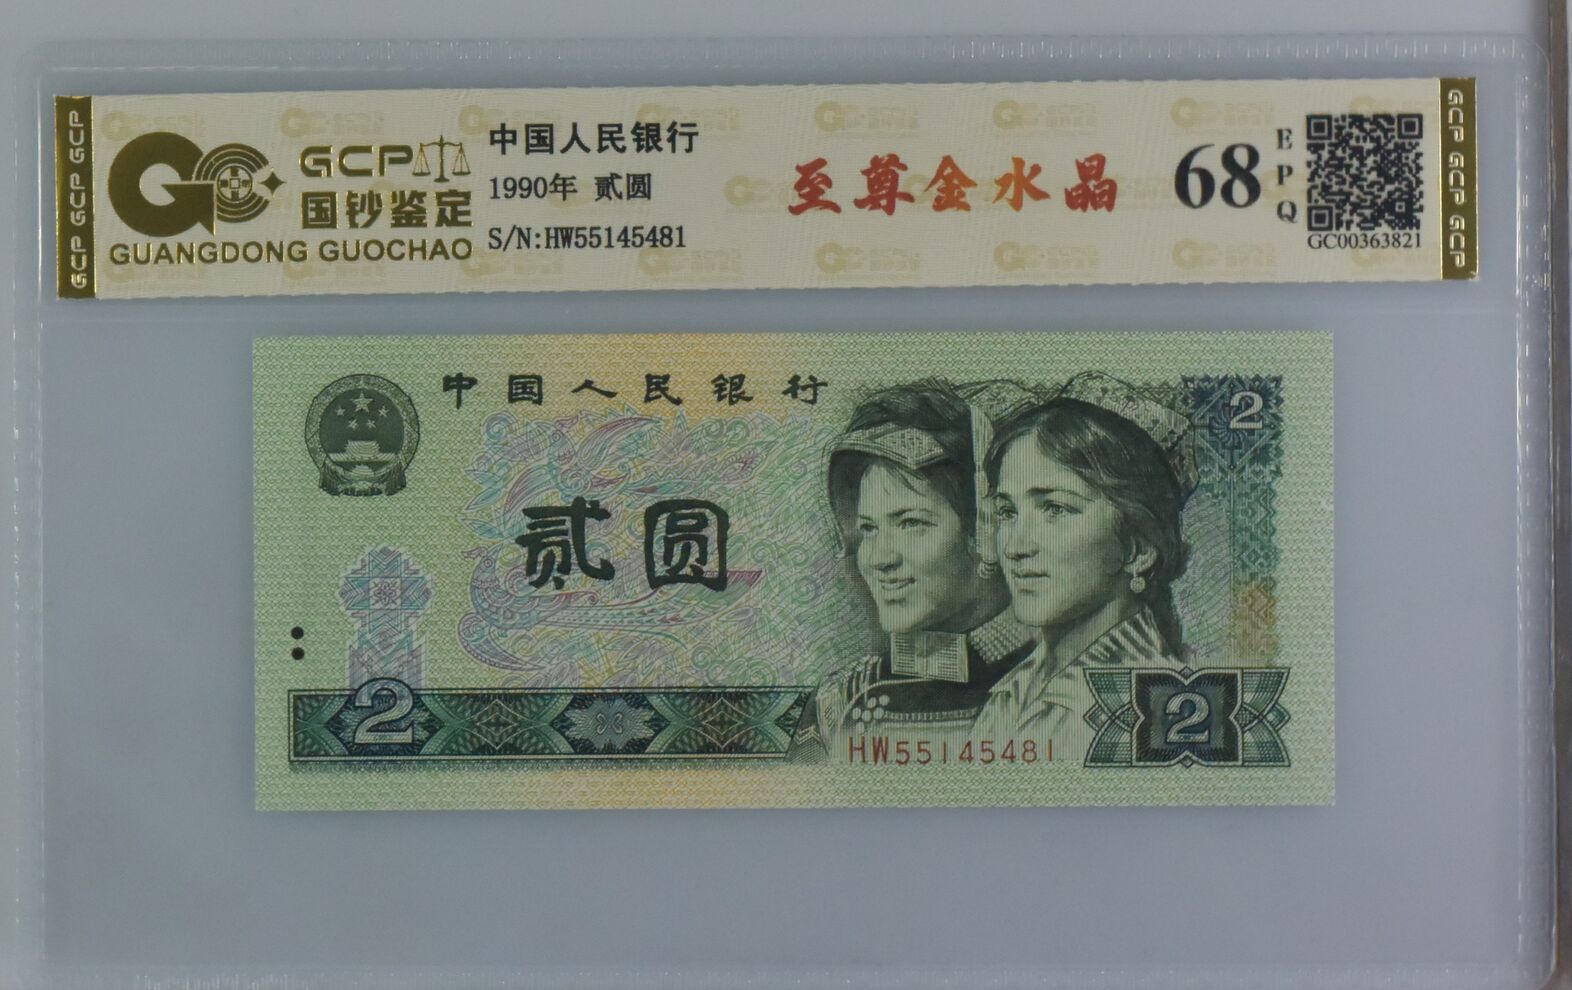 GCP GCP GCP
GCP
国钞鉴定
GUANGDONG GUOCHAO
中国人民银行
1990年 贰圆
S/N:HW55145481
至尊金水晶
68
EPQ
GC00363821
GCP GCP GCP
中国人民银行
2
贰圆
2
HW55145481
2